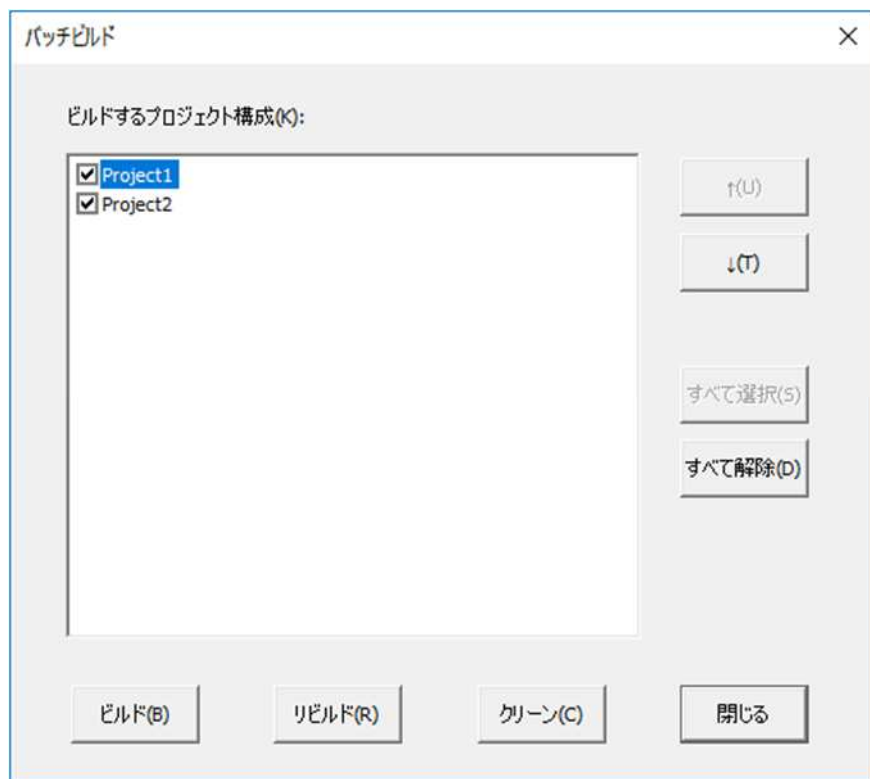 バッチビルド
ビルドするプロジェクト構成(K):
Project1
Project2
↑(U)
↓(T)
すべて選択(S)
すべて解除(D)
ビルド(B)
リビルド(R)
クリーン(C)
閉じる